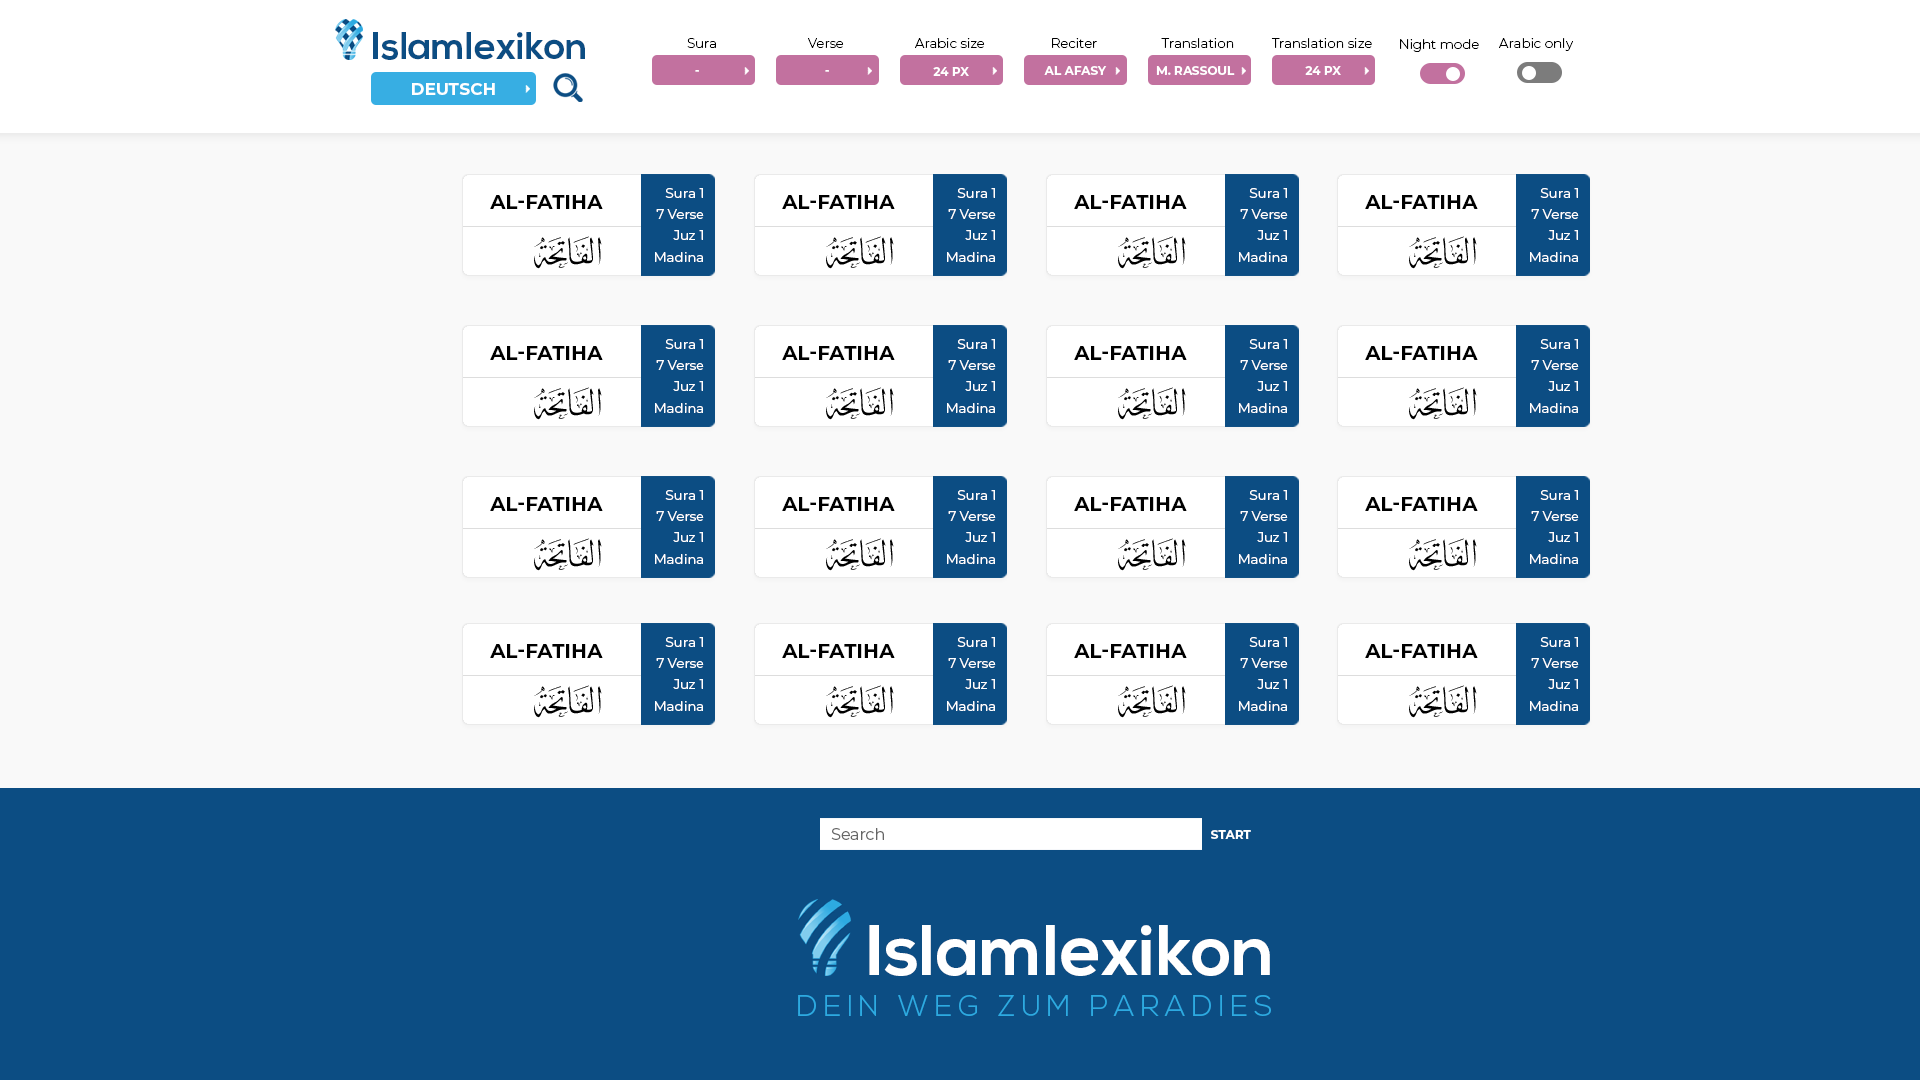 Islamlexikon
DEUTSCH
Sura
-
Verse
-
Arabic size
24 PX
Reciter
AL AFASY
Translation
M. RASSOUL
Translation size
24 PX
Night mode
Arabic only
AL-FATIHA
الفَاتِحَةُ
Sura 1
7 Verse
Juz 1
Madina
AL-FATIHA
الفَاتِحَةُ
Sura 1
7 Verse
Juz 1
Madina
AL-FATIHA
الفَاتِحَةُ
Sura 1
7 Verse
Juz 1
Madina
AL-FATIHA
الفَاتِحَةُ
Sura 1
7 Verse
Juz 1
Madina
AL-FATIHA
الفَاتِحَةُ
Sura 1
7 Verse
Juz 1
Madina
AL-FATIHA
الفَاتِحَةُ
Sura 1
7 Verse
Juz 1
Madina
AL-FATIHA
الفَاتِحَةُ
Sura 1
7 Verse
Juz 1
Madina
AL-FATIHA
الفَاتِحَةُ
Sura 1
7 Verse
Juz 1
Madina
AL-FATIHA
الفَاتِحَةُ
Sura 1
7 Verse
Juz 1
Madina
AL-FATIHA
الفَاتِحَةُ
Sura 1
7 Verse
Juz 1
Madina
AL-FATIHA
الفَاتِحَةُ
Sura 1
7 Verse
Juz 1
Madina
AL-FATIHA
الفَاتِحَةُ
Sura 1
7 Verse
Juz 1
Madina
AL-FATIHA
الفَاتِحَةُ
Sura 1
7 Verse
Juz 1
Madina
AL-FATIHA
الفَاتِحَةُ
Sura 1
7 Verse
Juz 1
Madina
AL-FATIHA
الفَاتِحَةُ
Sura 1
7 Verse
Juz 1
Madina
AL-FATIHA
الفَاتِحَةُ
Sura 1
7 Verse
Juz 1
Madina
Search
START
Islamlexikon
DEIN WEG ZUM PARADIES